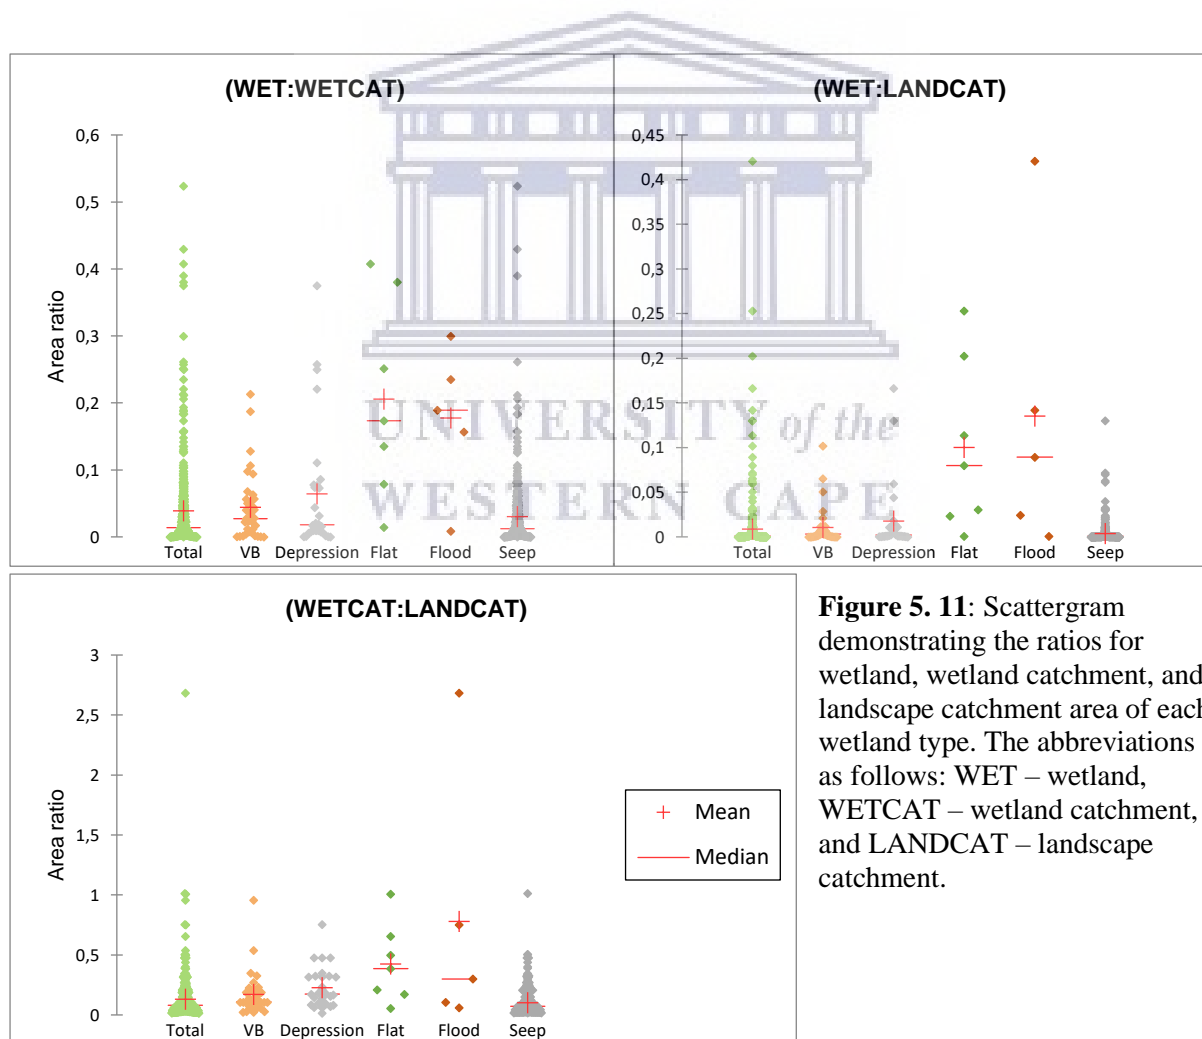 (WET:WETCAT)
0,6
0,5
0,4
0,3
0,2
0,1
0
Area ratio
Total VB Depression Flat Flood Seep
(WET:LANDCAT)
0,45
0,4
0,35
0,3
0,25
0,2
0,15
0,1
0,05
0
Total VB Depression Flat Flood Seep
UNIVERSITY of the
WESTERN CAPE
(WETCAT:LANDCAT)
3
2,5
2
1,5
1
0,5
0
Area ratio
Total VB Depression Flat Flood Seep
Mean
Median
Figure 5. 11: Scattergram
demonstrating the ratios for
wetland, wetland catchment, and
landscape catchment area of each
wetland type. The abbreviations
as follows: WET – wetland,
WETCAT – wetland catchment,
and LANDCAT – landscape
catchment.